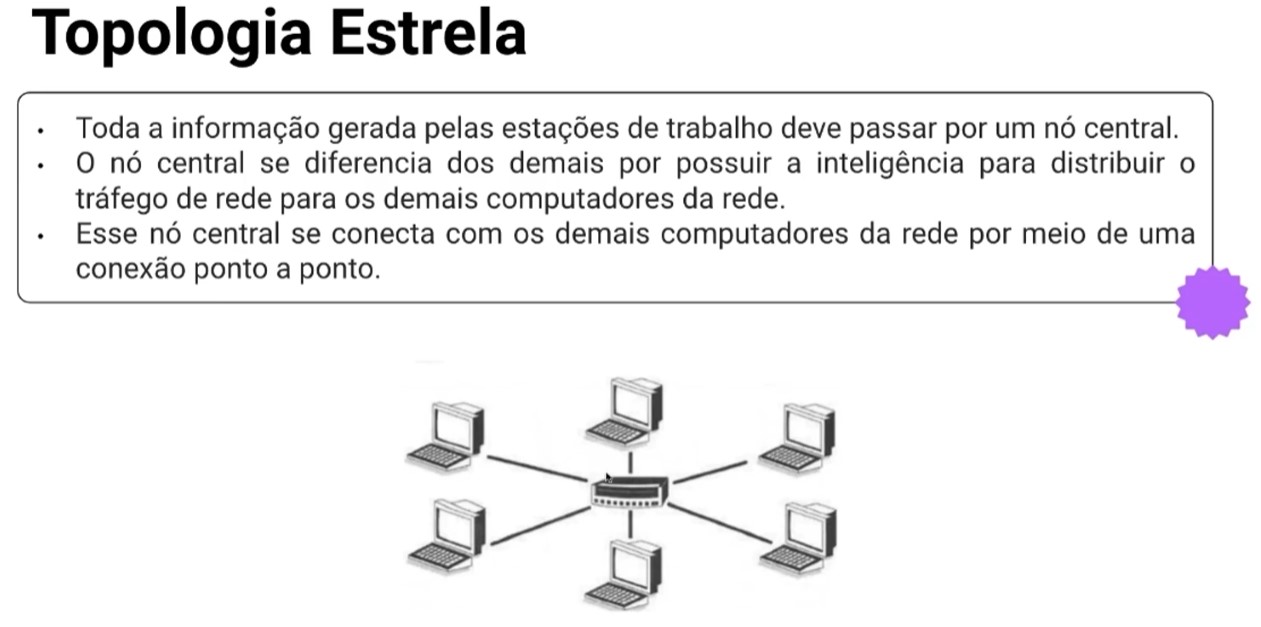 Topologia Estrela
• Toda a informação gerada pelas estações de trabalho deve passar por um nó central.
• O nó central se diferencia dos demais por possuir a inteligência para distribuir o
tráfego de rede para os demais computadores da rede.
• Esse nó central se conecta com os demais computadores da rede por meio de uma
conexão ponto a ponto.